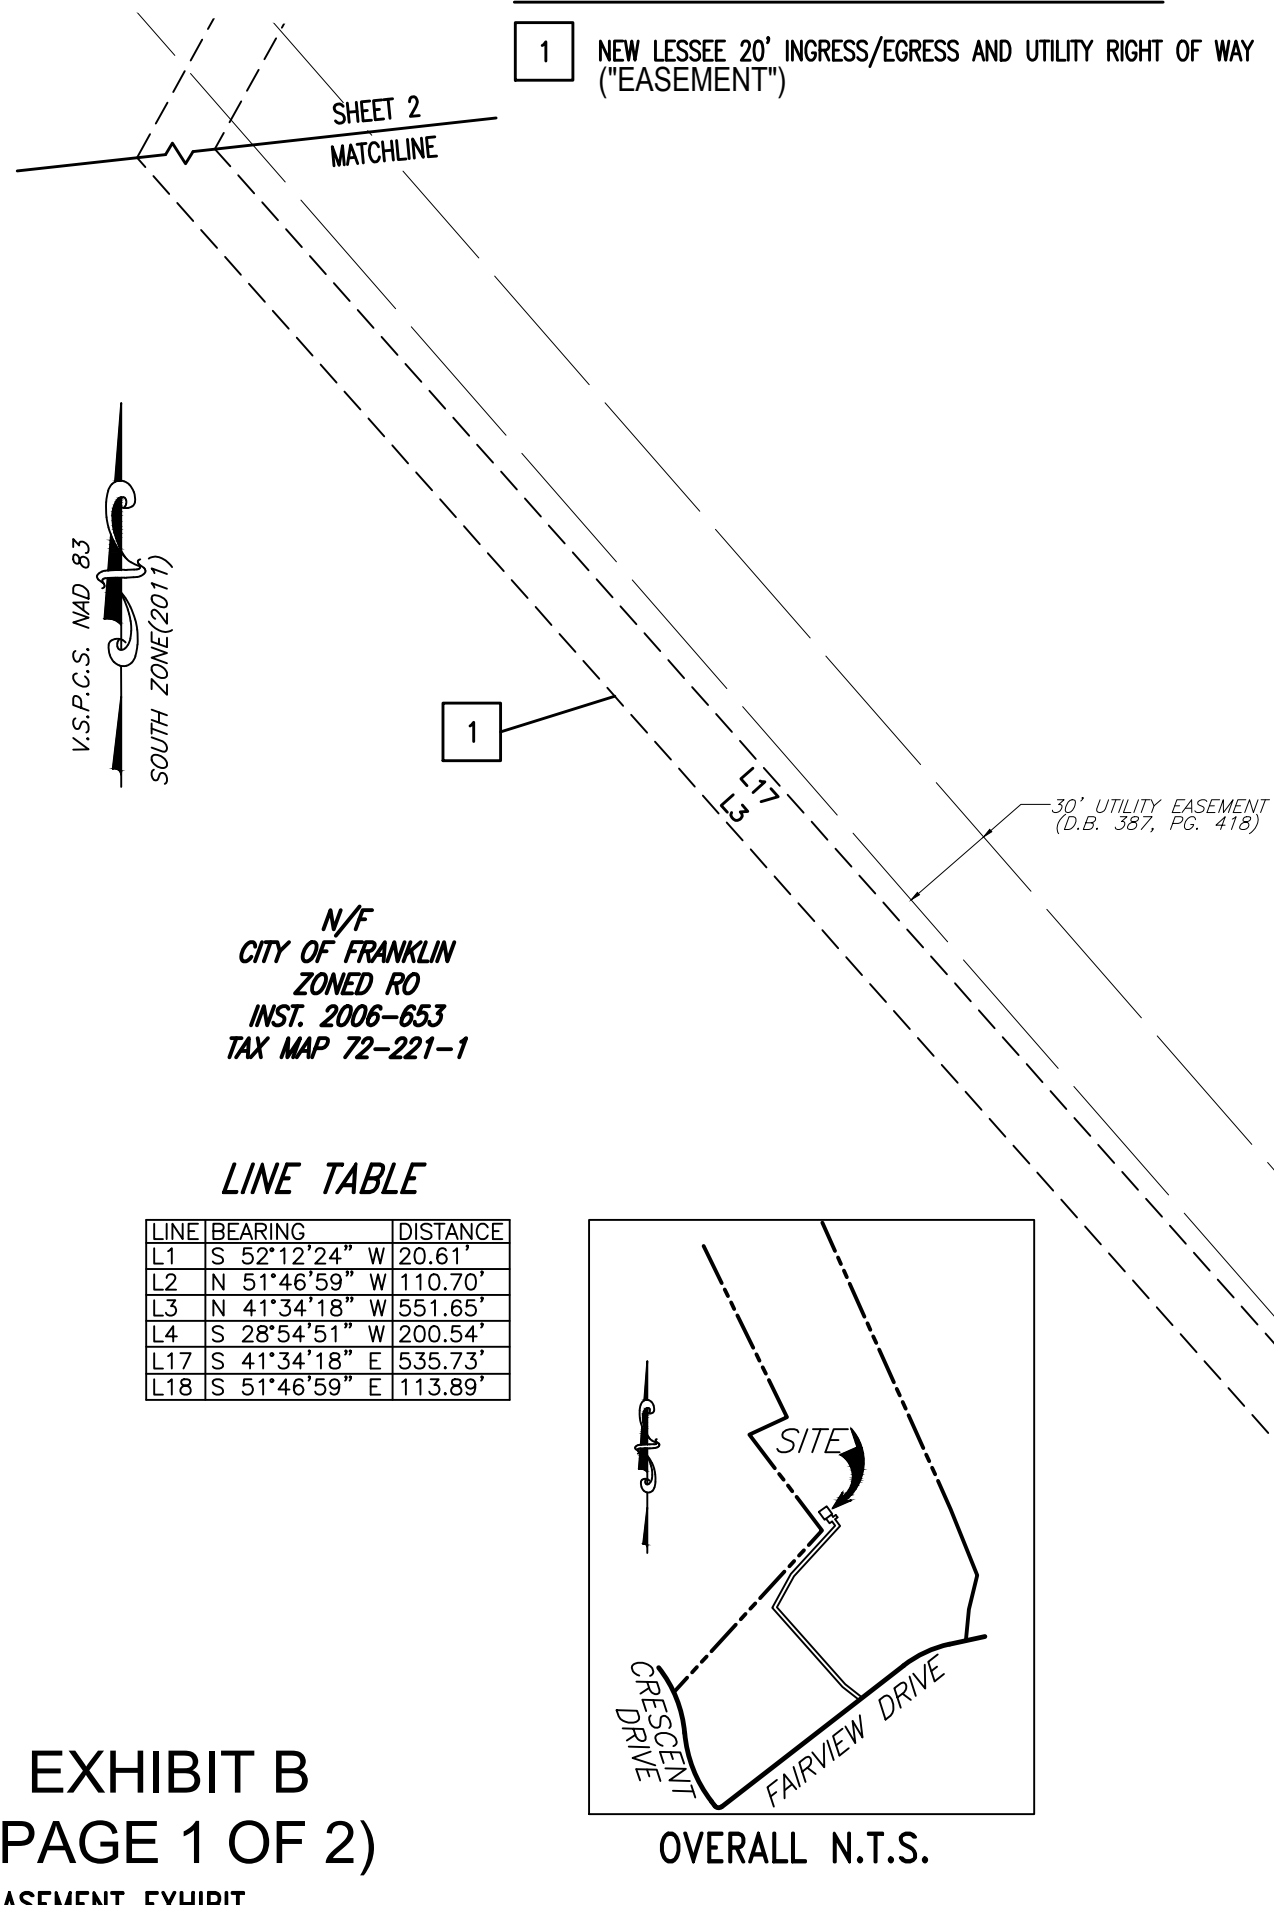 1
NEW LESSEE 20' INGRESS/EGRESS AND UTILITY RIGHT OF WAY
("EASEMENT")
SHEET 2
MATCHLINE
V.S.P.C.S. NAD 83
SOUTH ZONE(2011)
1
L17
L3
30' UTILITY EASEMENT
(D.B. 387, PG. 418)
N/F
CITY OF FRANKLIN
ZONED RO
INST. 2006-653
TAX MAP 72-221-1
LINE TABLE
LINE BEARING DISTANCE
L1 S 52°12'24" W 20.61'
L2 N 51°46'59" W 110.70'
L3 N 41°34'18" W 551.65'
L4 S 28°54'51" W 200.54'
L17 S 41°34'18" E 535.73'
L18 S 51°46'59" E 113.89'
SITE
CRESCENT
DRIVE
FAIRVIEW DRIVE
OVERALL N.T.S.
EXHIBIT B
PAGE 1 OF 2)
ASEMENT EXHIBIT